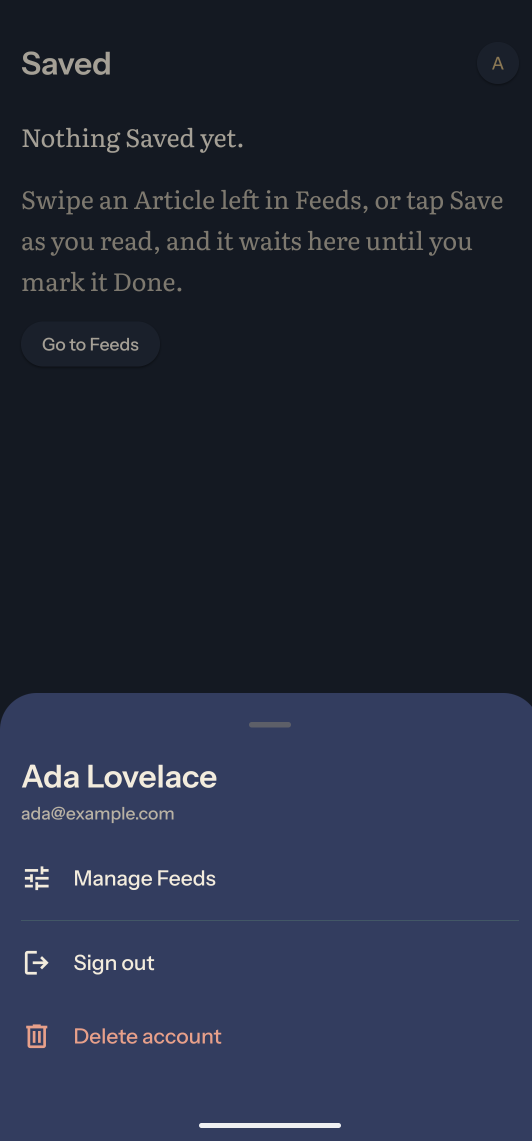 Saved
A
Nothing Saved yet.
Swipe an Article left in Feeds, or tap Save
as you read, and it waits here until you
mark it Done.
Go to Feeds
Ada Lovelace
ada@example.com
Manage Feeds
Sign out
Delete account